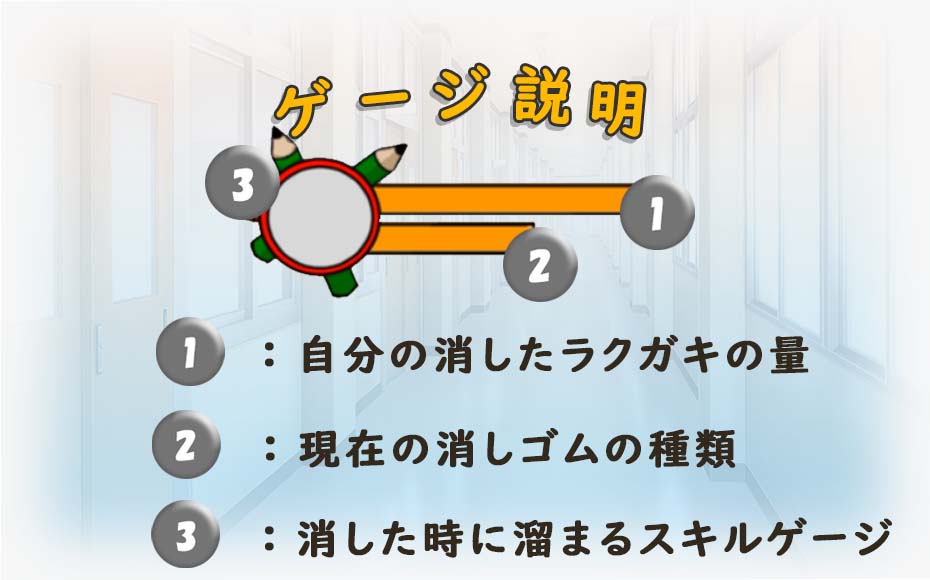 ゲージ説明
3
1
2
1 ：自分の消したラクガキの量
2 ：現在の消しゴムの種類
3 ：消した時に溜まるスキルゲージ